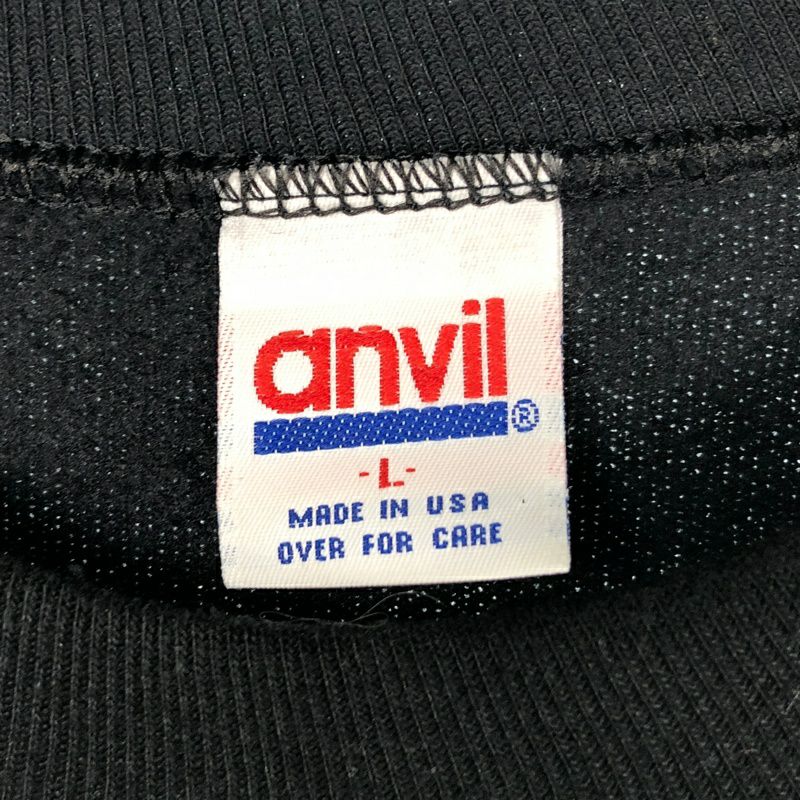 anvil®
-L-
MADE IN USA
OVER FOR CARE